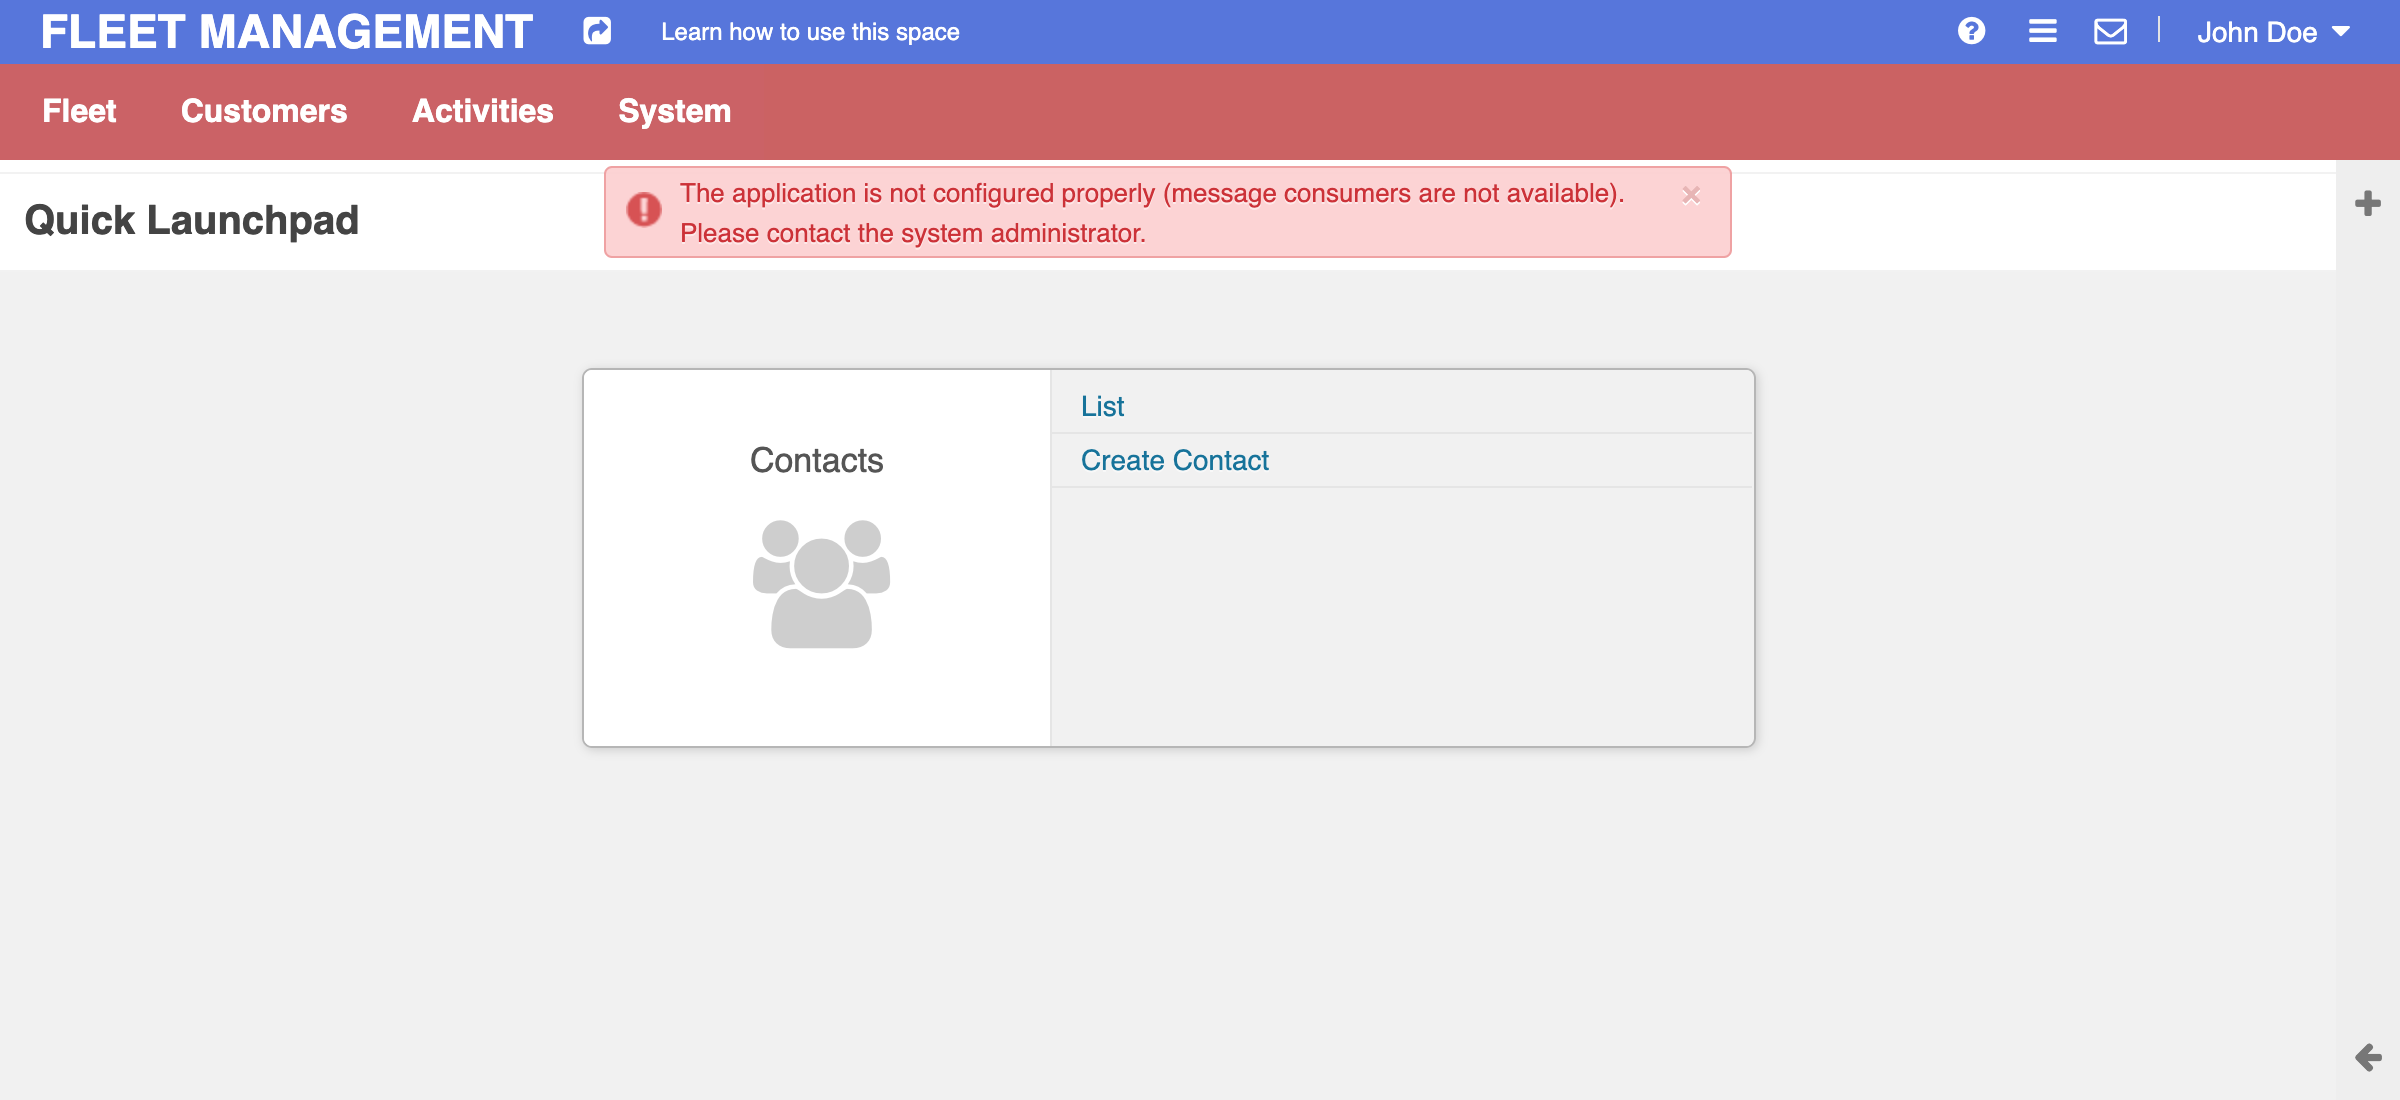 FLEET MANAGEMENT
Learn how to use this space
John Doe
Fleet
Customers
Activities
System
Quick Launchpad
The application is not configured properly (message consumers are not available).
Please contact the system administrator.
Contacts
List
Create Contact